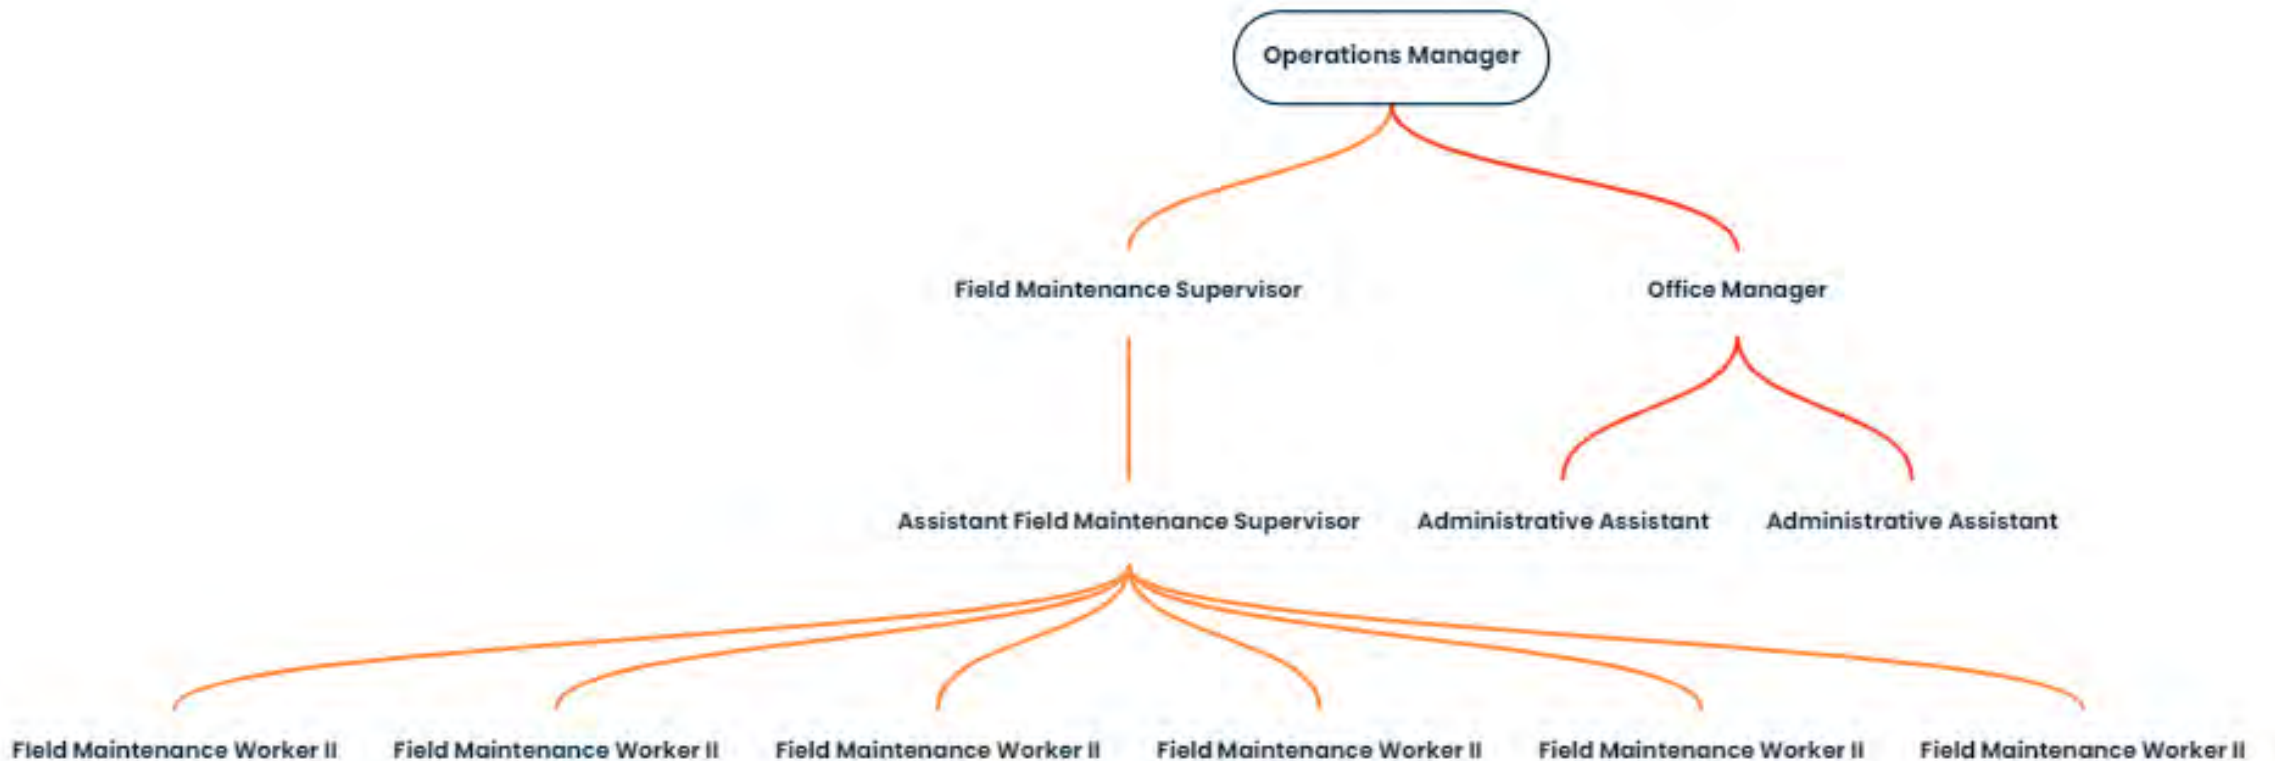 Operations Manager
Field Maintenance Supervisor
Office Manager
Assistant Field Maintenance Supervisor
Administrative Assistant
Administrative Assistant
Field Maintenance Worker II
Field Maintenance Worker II
Field Maintenance Worker II
Field Maintenance Worker II
Field Maintenance Worker II
Field Maintenance Worker II